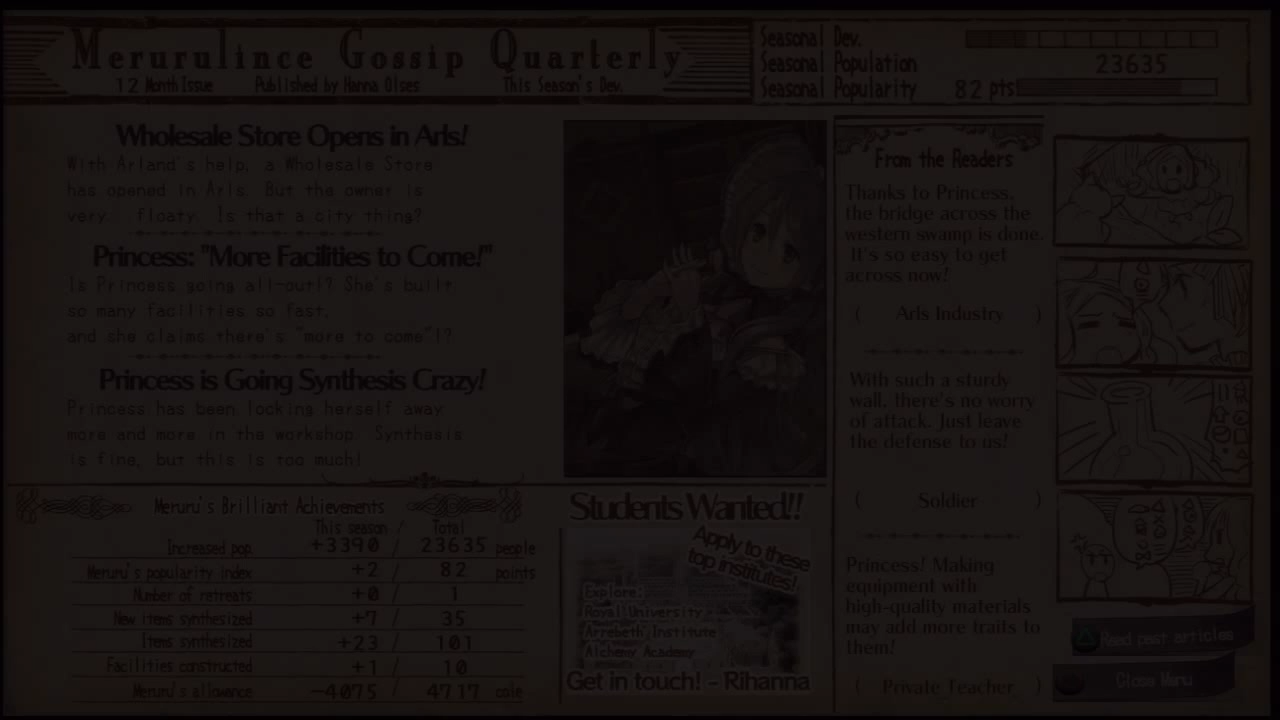 Merurulince Gossip Quarterly
12 Month Issue Published by Hanna Olses This Season's Dev.
Seasonal Dev.
Seasonal Population 23635
Seasonal Popularity 82 pts
Wholesale Store Opens in Arls!
With Arland's help, a Wholesale Store
has opened in Arls. But the owner is
very...floaty. Is that a city thing?
Princess: "More Facilities to Come!"
Is Princess going all-out!? She's built
so many facilities so fast,
and she claims there's "more to come"!?
Princess is Going Synthesis Crazy!
Princess has been locking herself away
more and more in the workshop. Synthesis
is fine, but this is too much!
From the Readers
Thanks to Princess,
the bridge across the
western swamp is done.
It's so easy to get
across now!
( Arls Industry )
With such a sturdy
wall, there's no worry
of attack. Just leave
the defense to us!
( Soldier )
Princess! Making
equipment with
high-quality materials
may add more traits to
them!
( Private Teacher )
Meruru's Brilliant Achievements
This season / Total
Increased pop. +3390 / 23635 people
Meruru's popularity index +2 / 82 points
Number of retreats +0 / 1
New items synthesized +7 / 35
Items synthesized +23 / 101
Facilities constructed +1 / 10
Meruru's allowance -4075 / 4717 cole
Students Wanted!!
Apply to these
top institutes!
Explore:
Royal University
Arrebeth Institute
Alchemy Academy
Get in touch! - Rihanna
Read past articles
Close Menu